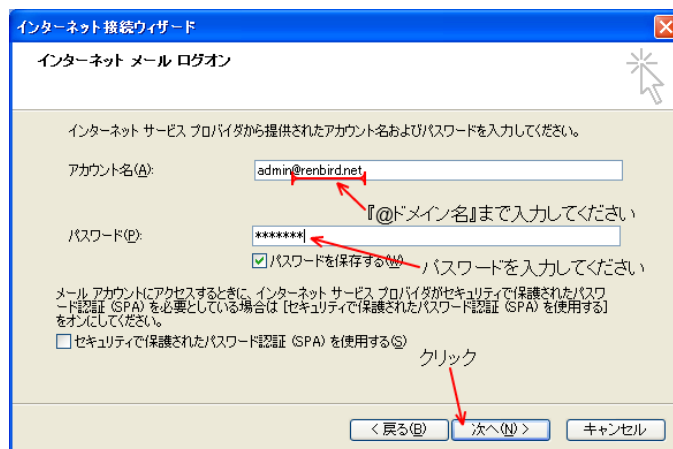 インターネット接続ウィザード
インターネット メール ログオン
インターネット サービス プロバイダから提供されたアカウント名およびパスワードを入力してください。
アカウント名(A):
admin@renbird.net
『@ドメイン名』まで入力してください
パスワード(P):
*******
パスワードを保存する(W)
パスワードを入力してください
メール アカウントにアクセスするときに、インターネット サービス プロバイダがセキュリティで保護されたパスワ
ード認証 (SPA) を必要としている場合は [セキュリティで保護されたパスワード認証 (SPA) を使用する]
をオンにしてください。
セキュリティで保護されたパスワード認証 (SPA) を使用する(S)
クリック
< 戻る(B)
次へ(N) >
キャンセル